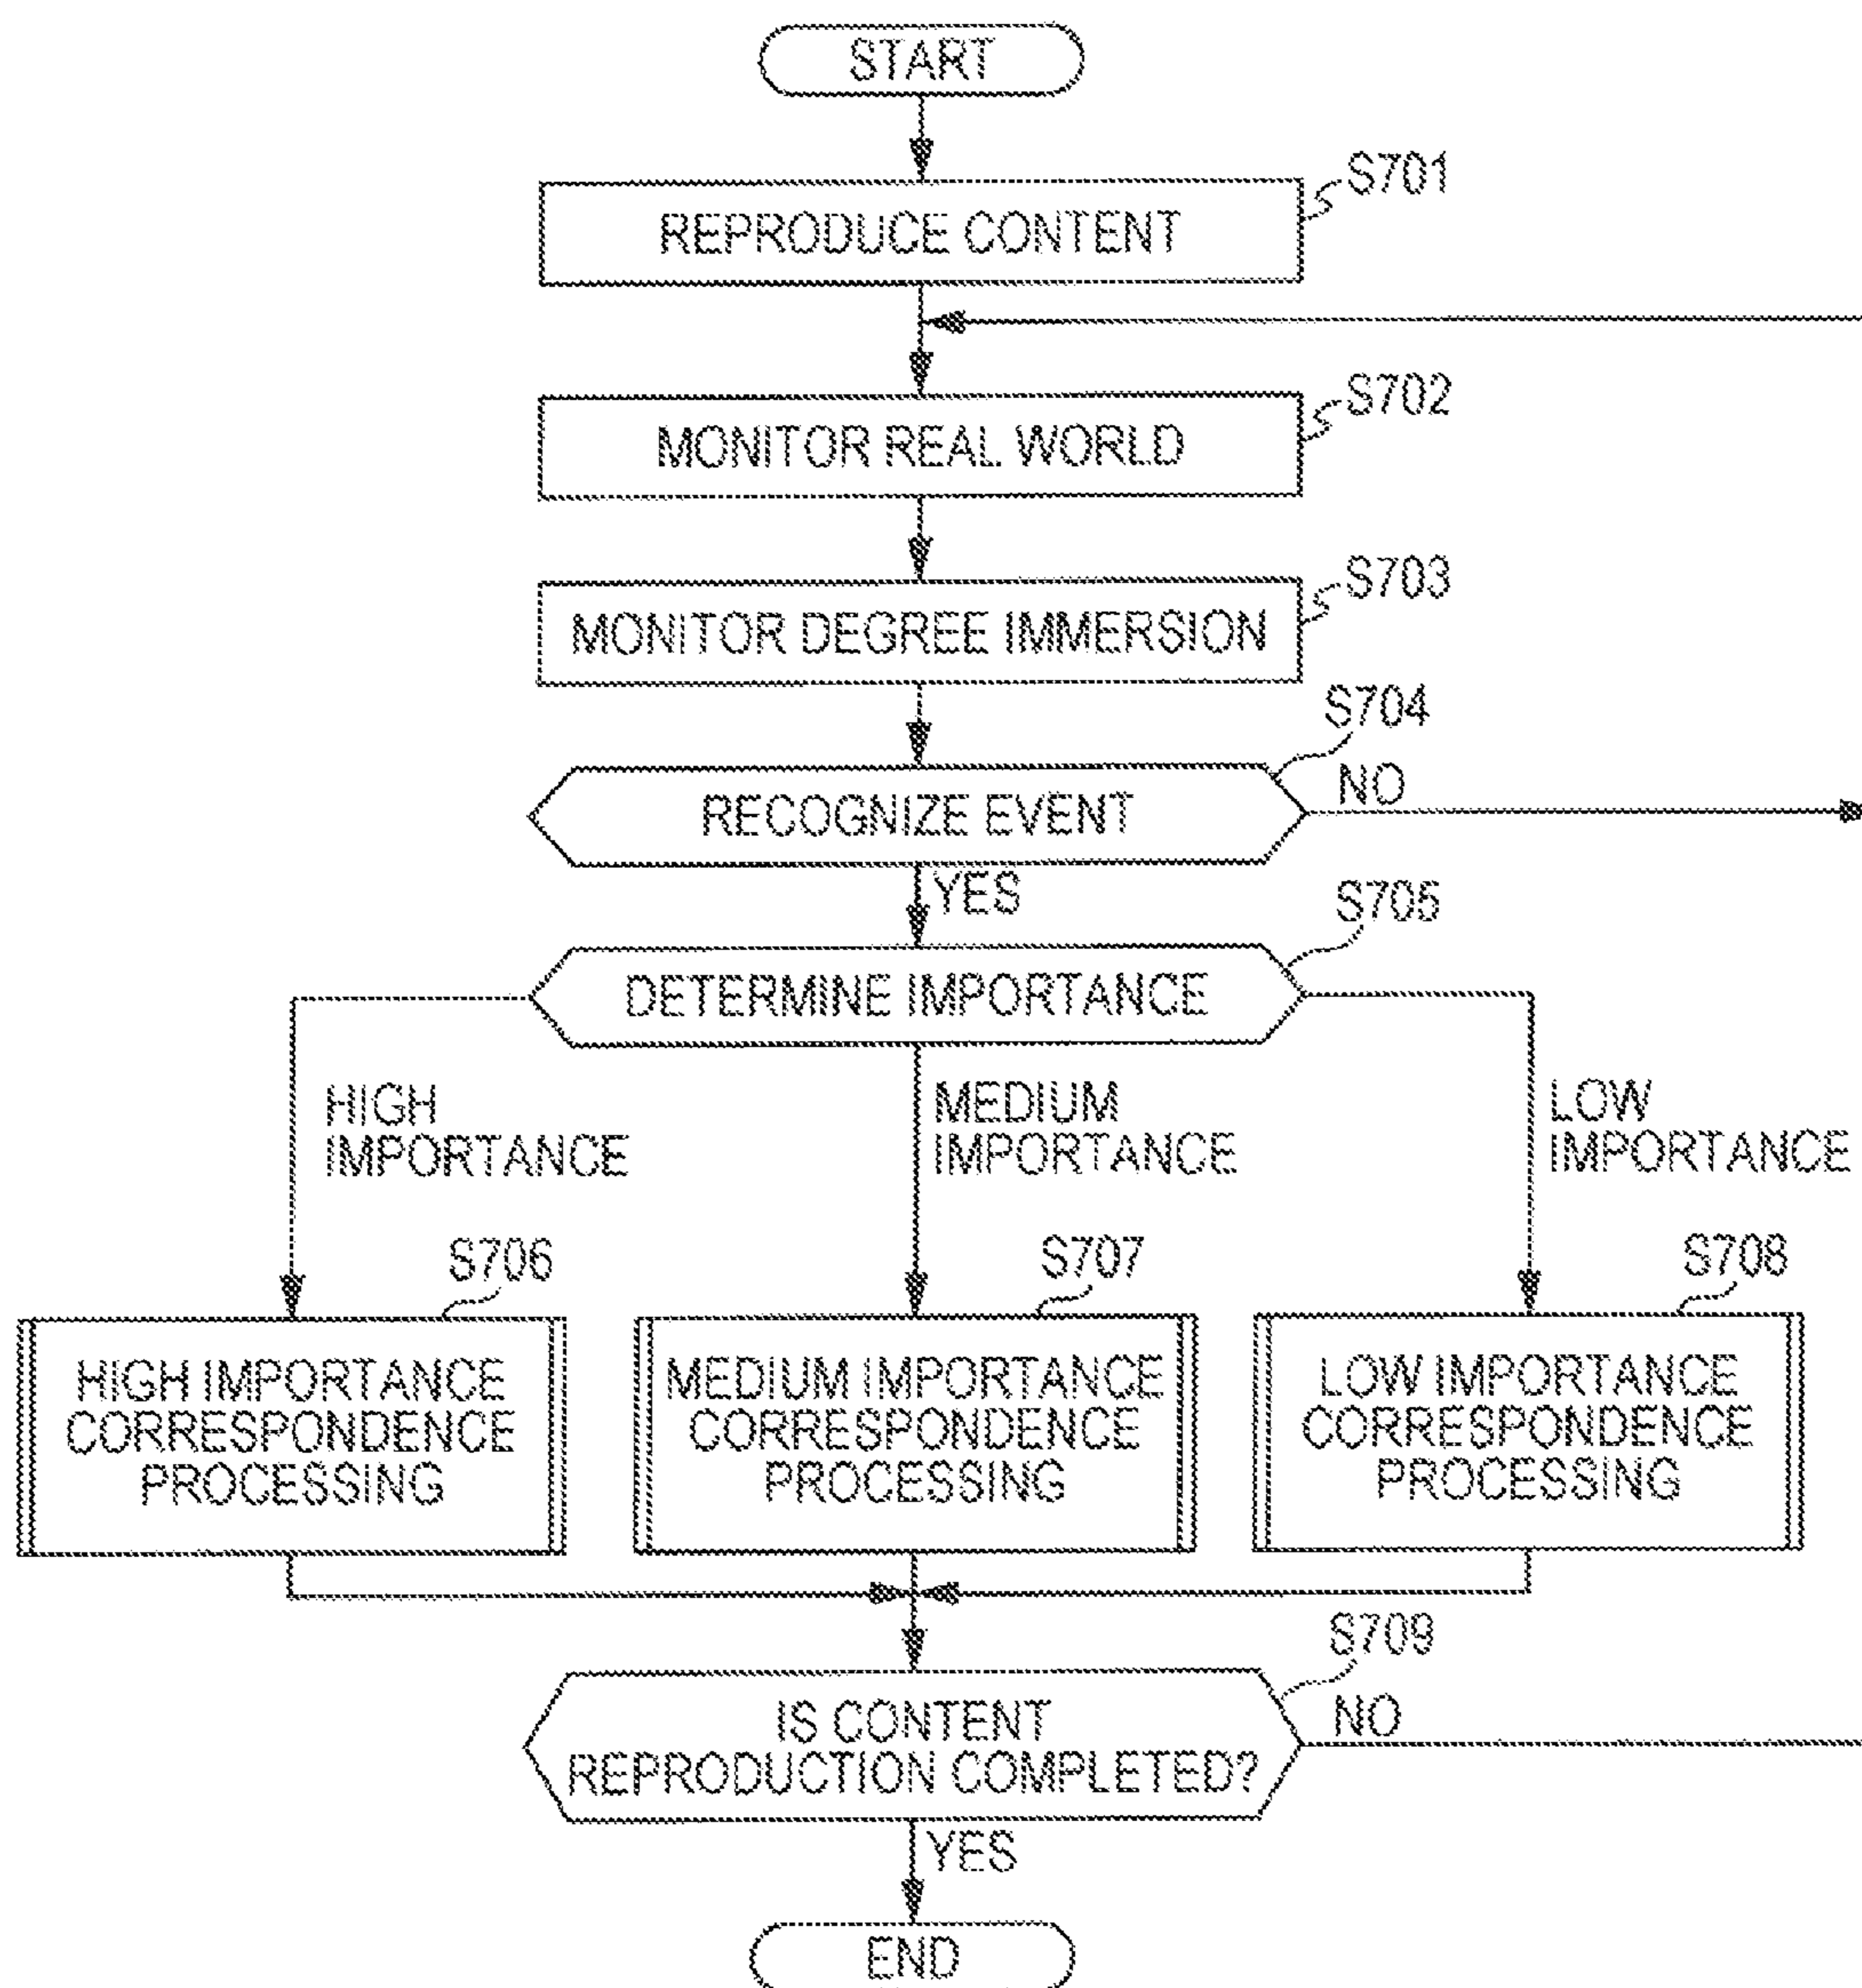 START
S701
REPRODUCE CONTENT
S702
MONITOR REAL WORLD
S703
MONITOR DEGREE IMMERSION
S704
RECOGNIZE EVENT
NO
YES
S705
DETERMINE IMPORTANCE
HIGH
IMPORTANCE
MEDIUM
IMPORTANCE
LOW
IMPORTANCE
S706
HIGH IMPORTANCE
CORRESPONDENCE
PROCESSING
S707
MEDIUM IMPORTANCE
CORRESPONDENCE
PROCESSING
S708
LOW IMPORTANCE
CORRESPONDENCE
PROCESSING
S709
IS CONTENT
REPRODUCTION COMPLETED?
NO
YES
END